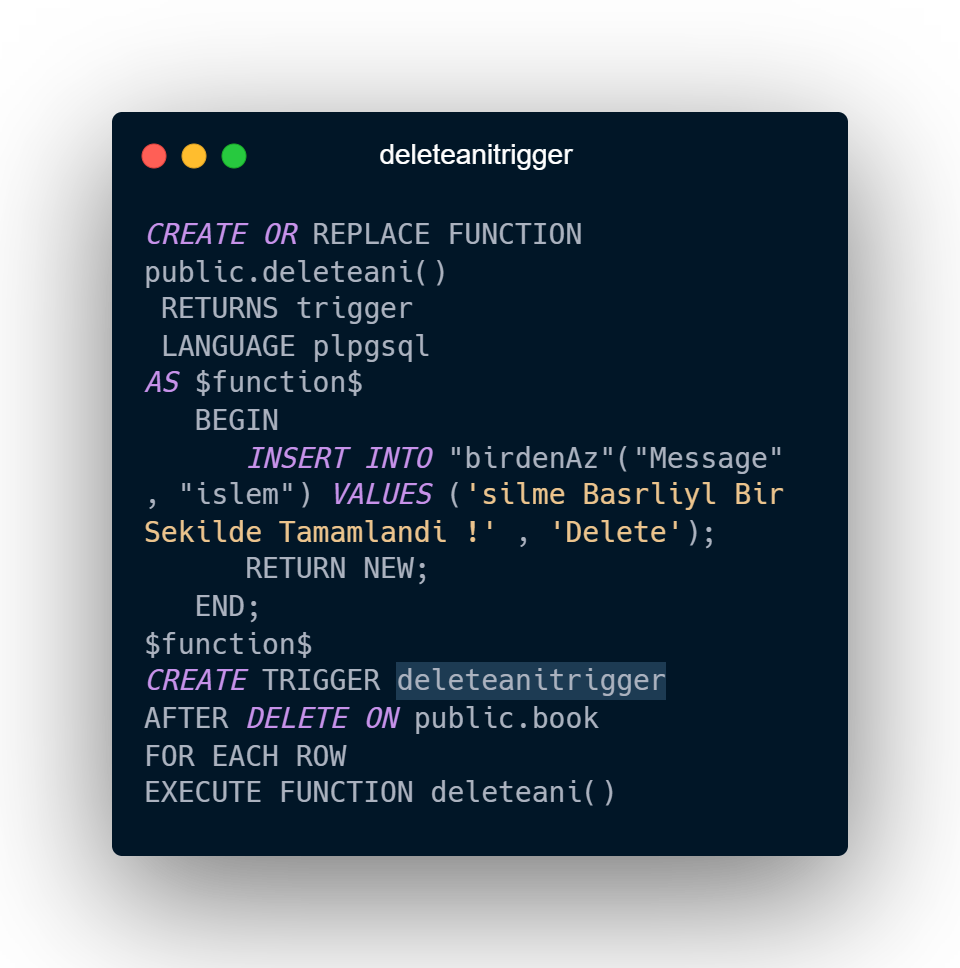 deleteanitrigger
CREATE OR REPLACE FUNCTION
public.deleteani()
RETURNS trigger
LANGUAGE plpgsql
AS $function$
BEGIN
INSERT INTO "birdenAz"("Message"
, "islem") VALUES ('silme Basrliyl Bir
Sekilde Tamamlandi !' , 'Delete');
RETURN NEW;
END;
$function$
CREATE TRIGGER deleteanitrigger
AFTER DELETE ON public.book
FOR EACH ROW
EXECUTE FUNCTION deleteani()